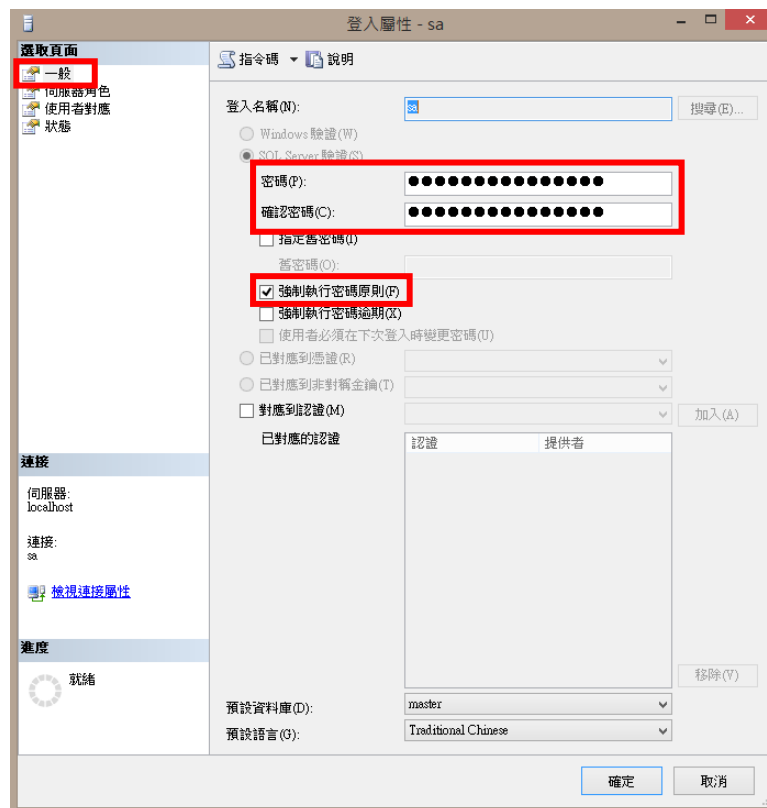 登入屬性 - sa
選取頁面
一般
伺服器角色
使用者對應
狀態
指令碼
說明
登入名稱(N):
sa
搜尋(E)...
Windows 驗證(W)
SQL Server 驗證(S)
密碼(P):
●●●●●●●●●●●●●●●
確認密碼(C):
●●●●●●●●●●●●●●●
指定舊密碼(I)
舊密碼(O):
強制執行密碼原則(F)
強制執行密碼逾期(X)
使用者必須在下次登入時變更密碼(U)
已對應到憑證(R)
已對應到非對稱金鑰(T)
對應到認證(M)
加入(A)
已對應的認證
認證
提供者
移除(V)
預設資料庫(D):
master
預設語言(G):
Traditional Chinese
連接
伺服器:
localhost
連接:
sa
檢視連接屬性
進度
就緒
確定
取消